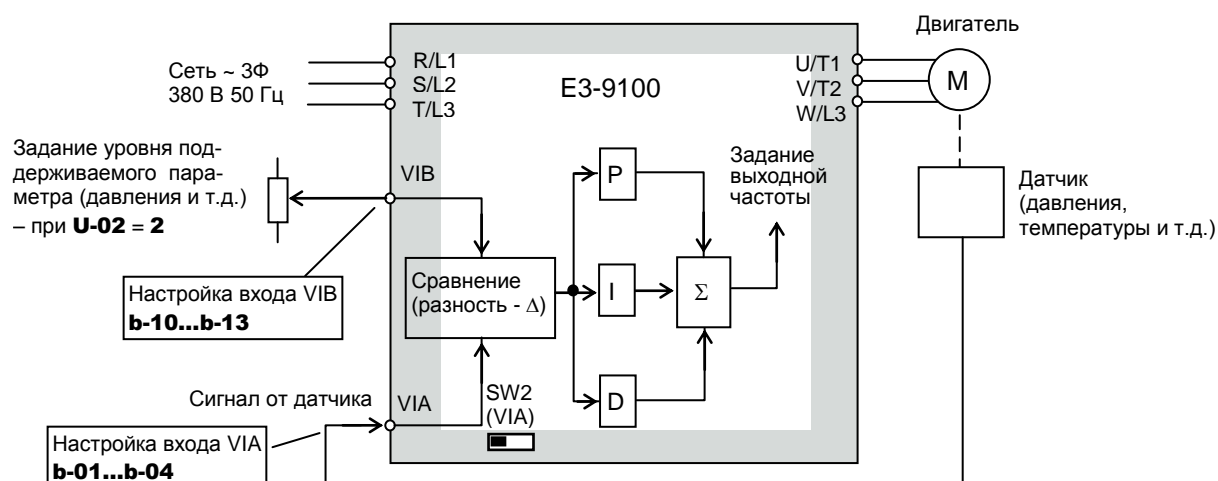 Двигатель
R/L1
S/L2
T/L3
Сеть ~ 3Ф
380 В 50 Гц
E3-9100
U/T1
V/T2
W/L3
M
Задание уровня под-
держиваемого пара-
метра (давления и т.д.)
– при U-02 = 2
VIB
P
Задание
выходной
частоты
Датчик
(давления,
температуры и т.д.)
Настройка входа VIB
b-10...b-13
Сравнение
(разность - Δ)
I
Σ
Сигнал от датчика
VIA
SW2
(VIA)
D
Настройка входа VIA
b-01...b-04